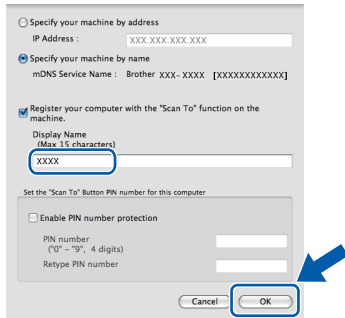 Specify your machine by address
IP Address : XXX.XXX.XXX.XXX
Specify your machine by name
mDNS Service Name : Brother XXX-XXXX [XXXXXXXXXXXX]
Register your computer with the "Scan To" function on the
machine.
Display Name
(Max 15 characters)
XXXX
Set the "Scan To" Button PIN number for this computer
Enable PIN number protection
PIN number
("0" - "9", 4 digits)
Retype PIN number
Cancel OK